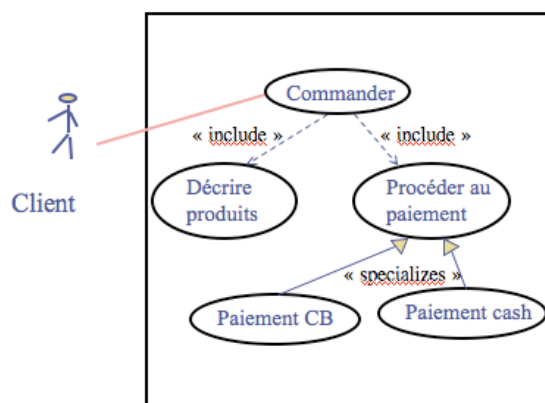 Commander
« include »
« include »
Client
Décrire
produits
Procéder au
paiement
« specializes »
Paiement CB
Paiement cash